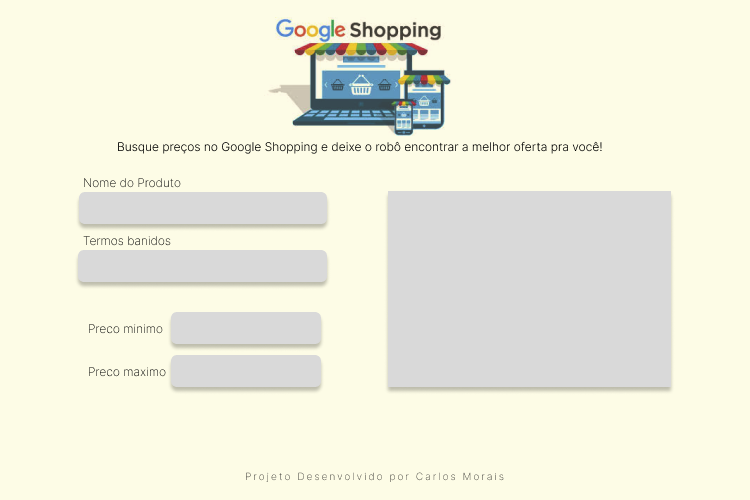 Google Shopping
Busque preços no Google Shopping e deixe o robô encontrar a melhor oferta pra você!
Nome do Produto
Termos banidos
Preco minimo
Preco maximo
Projeto Desenvolvido por Carlos Morais